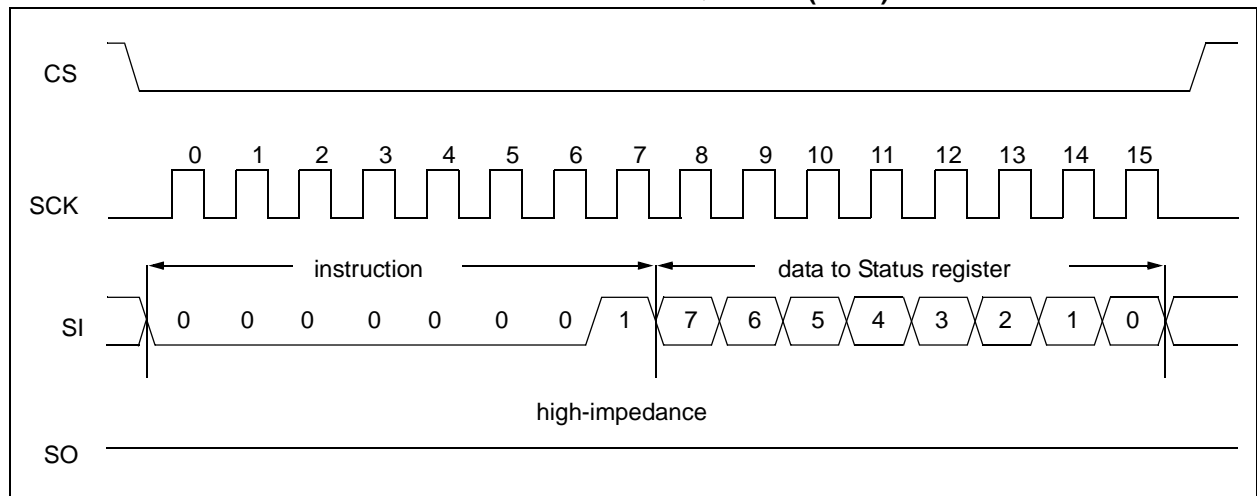 CS
0 1 2 3 4 5 6 7 8 9 10 11 12 13 14 15
SCK
instruction data to Status register
SI 0 0 0 0 0 0 0 1 7 6 5 4 3 2 1 0
high-impedance
SO